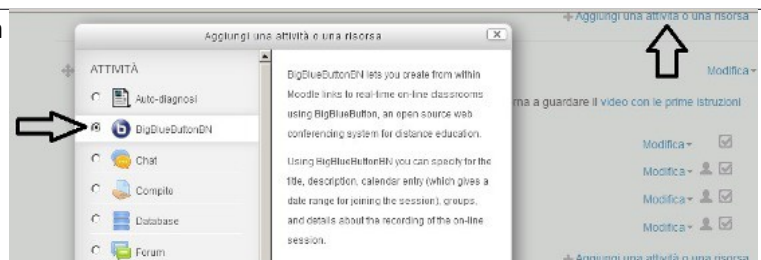 Aggiungi una attività o una risorsa
Aggiungi una attività o una risorsa
ATTIVITÀ
Auto-diagnosi
BigBlueButtonBN
Chat
Compito
Database
Forum
BigBlueButtonBN lets you create from within
Moodle links to real-time on-line classrooms
using BigBlueButton, an open source web
conferencing system for distance education.
Using BigBlueButtonBN you can specify for the
title, description, calendar entry (which gives a
date range for joining the session), groups,
and details about the recording of the on-line
session.
Modifica
a guardare il video con le prime istruzioni
Modifica
Modifica
Modifica
Modifica
Aggiungi una attività o una risorsa